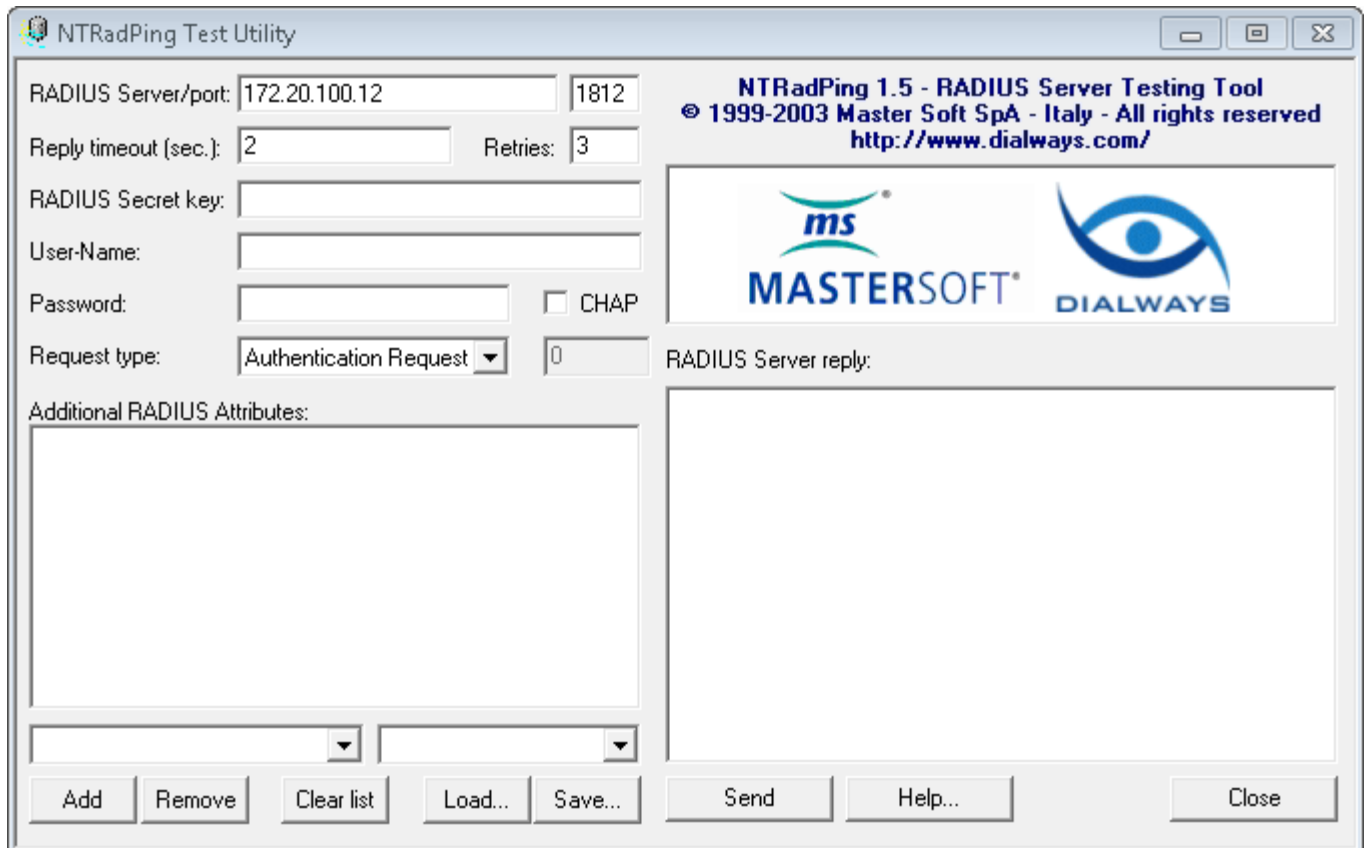 NTRadPing Test Utility
RADIUS Server/port: 172.20.100.12 1812
Reply timeout (sec.): 2 Retries: 3
RADIUS Secret key:
User-Name:
Password: CHAP
Request type: Authentication Request 0
Additional RADIUS Attributes:
Add Remove Clear list Load... Save...
NTRadPing 1.5 - RADIUS Server Testing Tool
© 1999-2003 Master Soft SpA - Italy - All rights reserved
http://www.dialways.com/
ms
MASTERSOFT®
DIALWAYS
RADIUS Server reply:
Send Help... Close